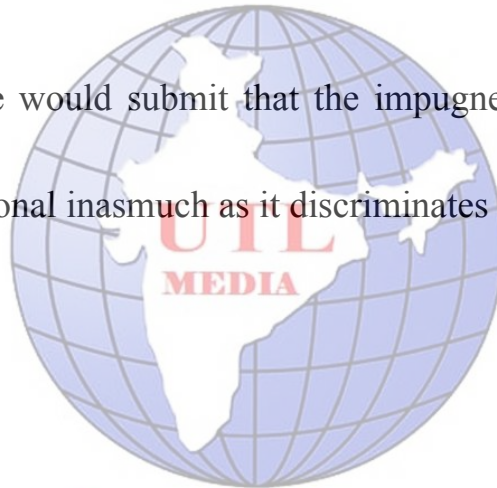 e would submit that the impugne
onal inasmuch as it discriminates
UTL
MEDIA